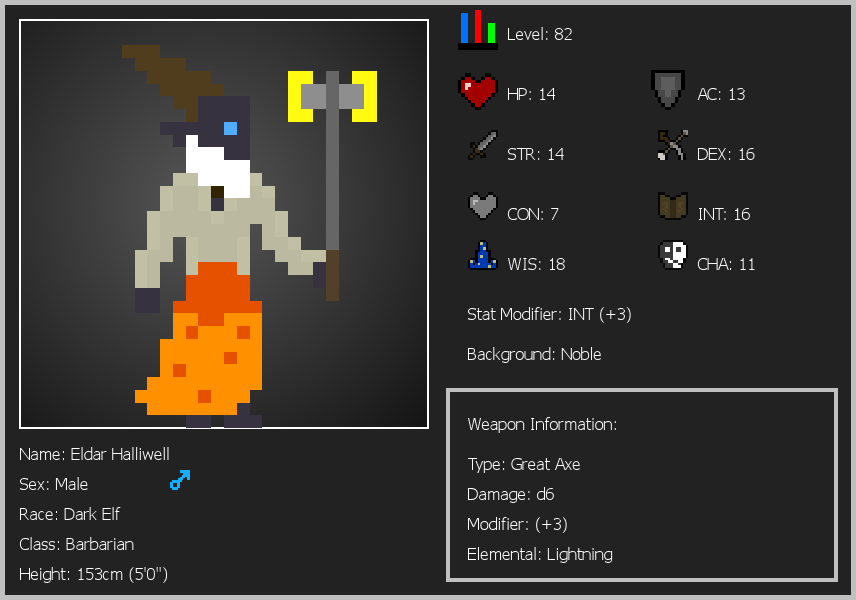 Level: 82
HP: 14
AC: 13
STR: 14
DEX: 16
CON: 7
INT: 16
WIS: 18
CHA: 11
Stat Modifier: INT (+3)
Background: Noble
Weapon Information:
Type: Great Axe
Damage: d6
Modifier: (+3)
Elemental: Lightning
Name: Eldar Halliwell
Sex: Male
Race: Dark Elf
Class: Barbarian
Height: 153cm (5'0")